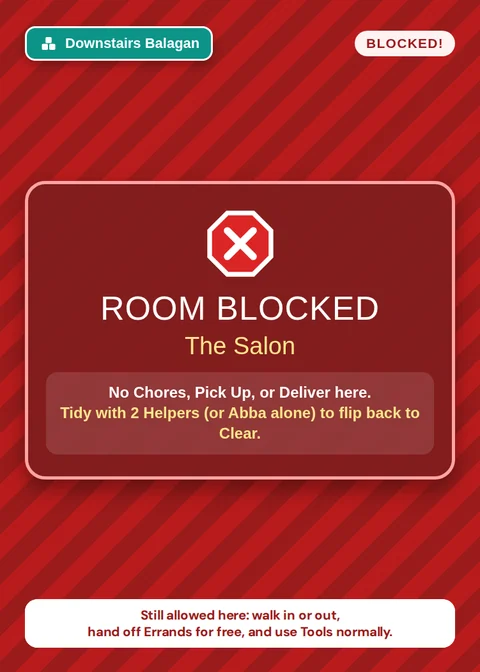 Downstairs Balagan
BLOCKED!
ROOM BLOCKED
The Salon
No Chores, Pick Up, or Deliver here.
Tidy with 2 Helpers (or Abba alone) to flip back to
Clear.
Still allowed here: walk in or out,
hand off Errands for free, and use Tools normally.